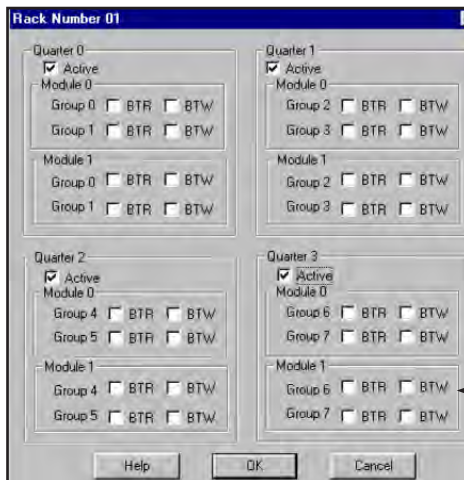 Rack Number 01
Quarter 0
Active
Module 0
Group 0 BTR BTW
Group 1 BTR BTW
Module 1
Group 0 BTR BTW
Group 1 BTR BTW
Quarter 1
Active
Module 0
Group 2 BTR BTW
Group 3 BTR BTW
Module 1
Group 2 BTR BTW
Group 3 BTR BTW
Quarter 2
Active
Module 0
Group 4 BTR BTW
Group 5 BTR BTW
Module 1
Group 4 BTR BTW
Group 5 BTR BTW
Quarter 3
Active
Module 0
Group 6 BTR BTW
Group 7 BTR BTW
Module 1
Group 6 BTR BTW
Group 7 BTR BTW
Help OK Cancel